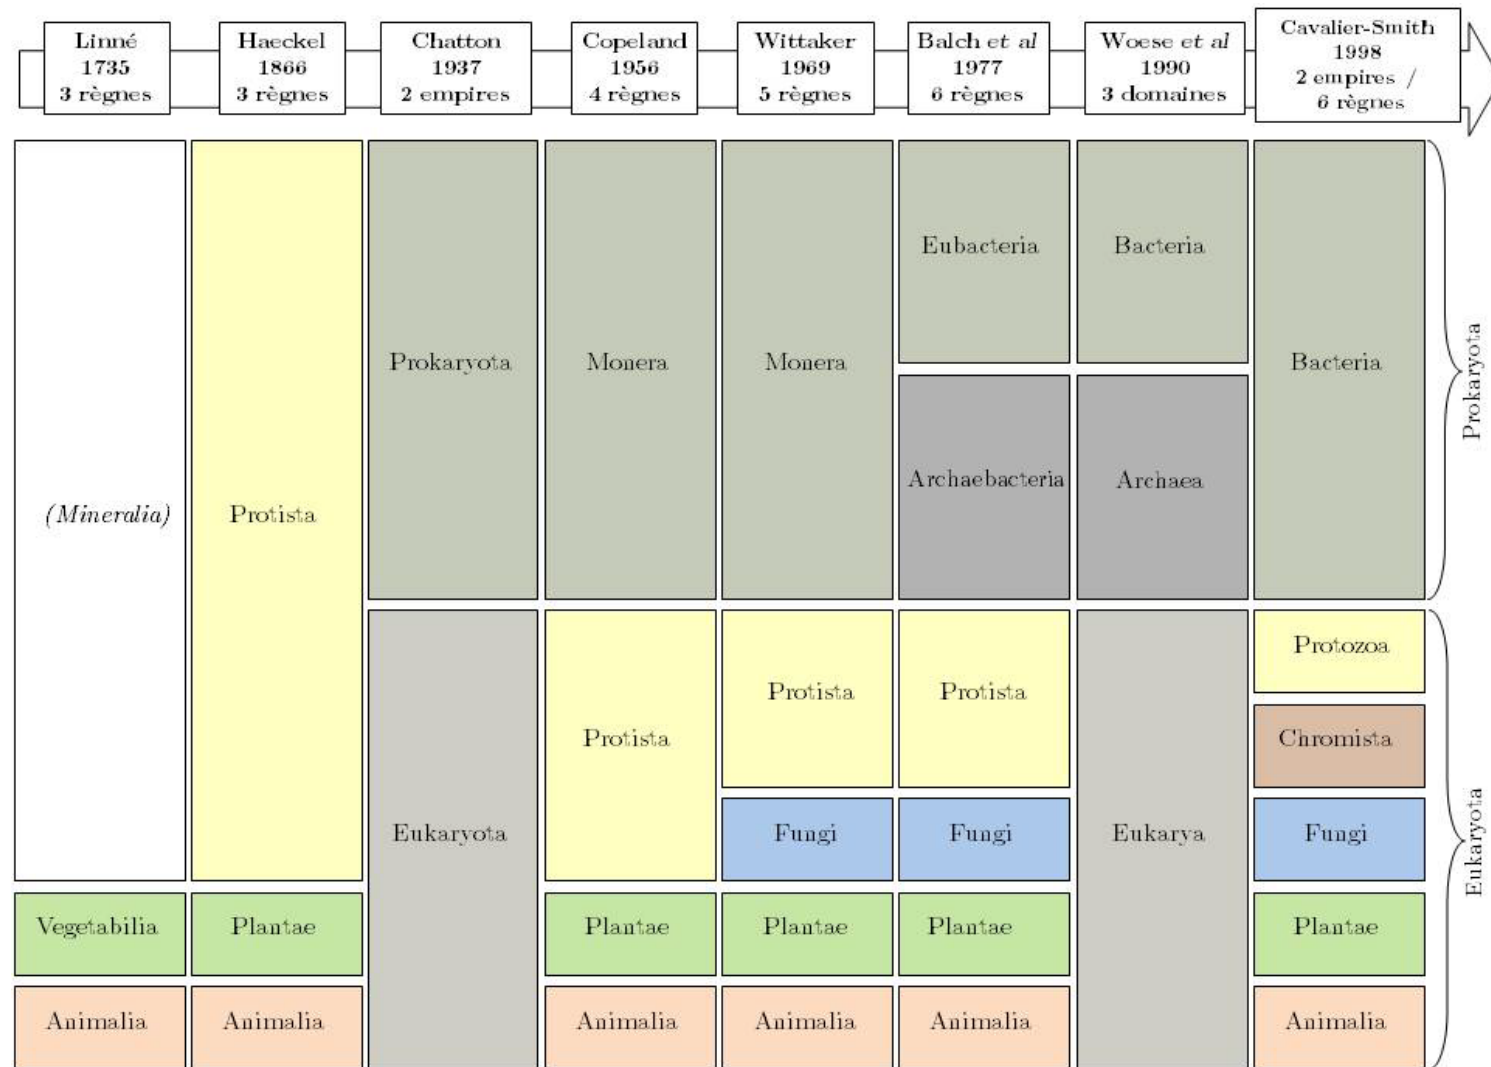 Linné
1735
3 règnes
Haeckel
1866
3 règnes
Chatton
1937
2 empires
Copeland
1956
4 règnes
Wittaker
1969
5 règnes
Balch et al
1977
6 règnes
Woese et al
1990
3 domaines
Cavalier-Smith
1998
2 empires /
6 règnes
(Mineralia)
Vegetabilia
Animalia
Protista
Plantae
Animalia
Prokaryota
Eukaryota
Monera
Protista
Plantae
Animalia
Monera
Protista
Fungi
Plantae
Animalia
Eubacteria
Archaebacteria
Protista
Fungi
Plantae
Animalia
Bacteria
Archaea
Eukarya
Bacteria
Protozoa
Chromista
Fungi
Plantae
Animalia
Prokaryota
Eukaryota